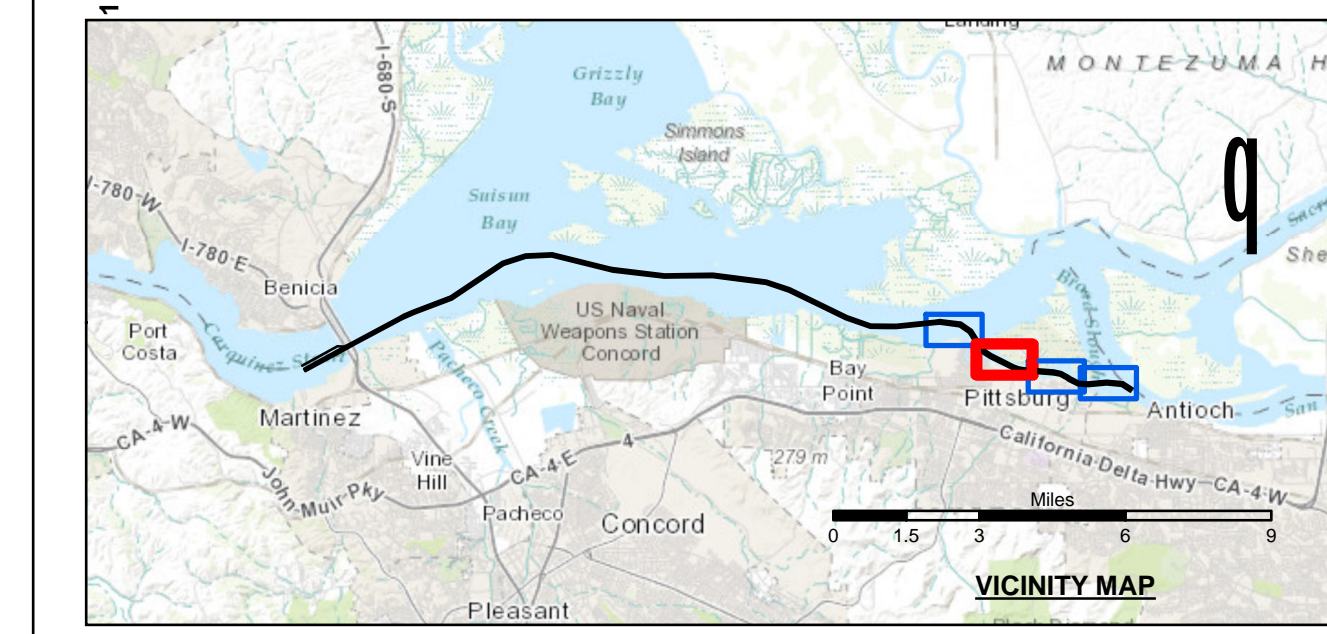 1
Landing
MONTEZUMA H
Grizzly
Bay
Simmons
Island
I-680-S
q
I-780-W
Suisun
Bay
I-780 E
Benicia
She
Broad Slough
Port
Costa
Carquinez Strait
US Naval
Weapons Station
Concord
Pacheco Creek
Bay
Point
Pittsburg
Antioch
San
Martinez
CA-4-W
California-Delta-Hwy
CA-4-W
4
279 m
Vine
Hill
CA-4-E
John-Muir-Pky
Miles
Pacheco
Concord
0 1.5 3 6 9
VICINITY MAP
Pleasant